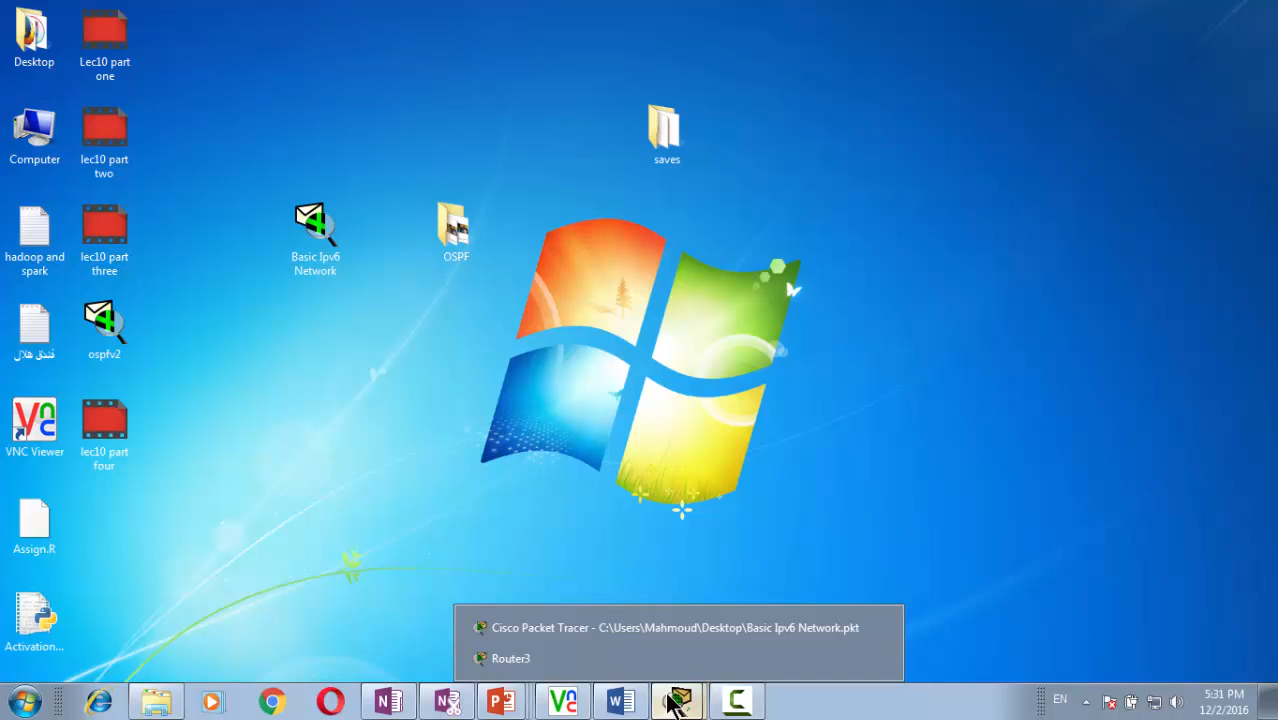 Desktop
Lec10 part
one
saves
Computer
lec10 part
two
hadoop and
spark
lec10 part
three
Basic Ipv6
Network
OSPF
فندق هلال
ospfv2
VNC Viewer
lec10 part
four
Assign.R
Activation...
Cisco Packet Tracer - C:\Users\Mahmoud\Desktop\Basic Ipv6 Network.pkt
Router3
EN
5:31 PM
12/2/2016